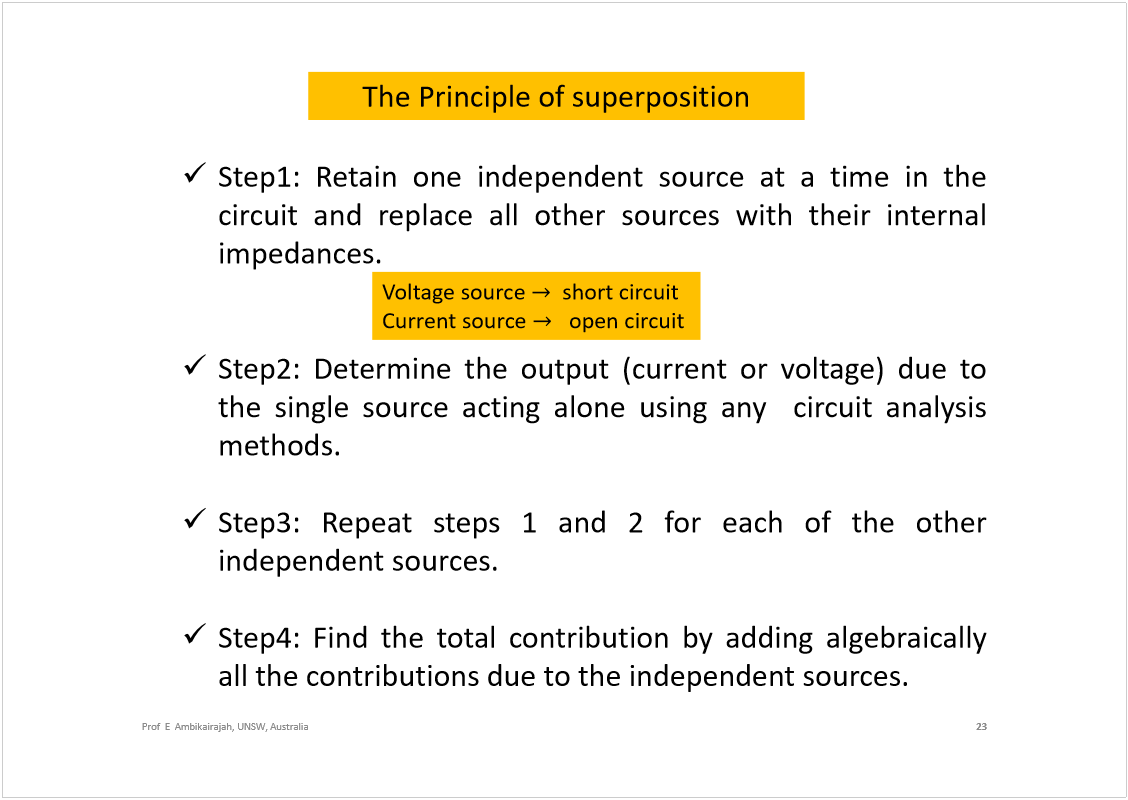 The Principle of superposition
✓ Step1: Retain one independent source at a time in the
circuit and replace all other sources with their internal
impedances.
Voltage source → short circuit
Current source → open circuit
✓ Step2: Determine the output (current or voltage) due to
the single source acting alone using any circuit analysis
methods.
✓ Step3: Repeat steps 1 and 2 for each of the other
independent sources.
✓ Step4: Find the total contribution by adding algebraically
all the contributions due to the independent sources.
Prof E Ambikairajah, UNSW, Australia
23